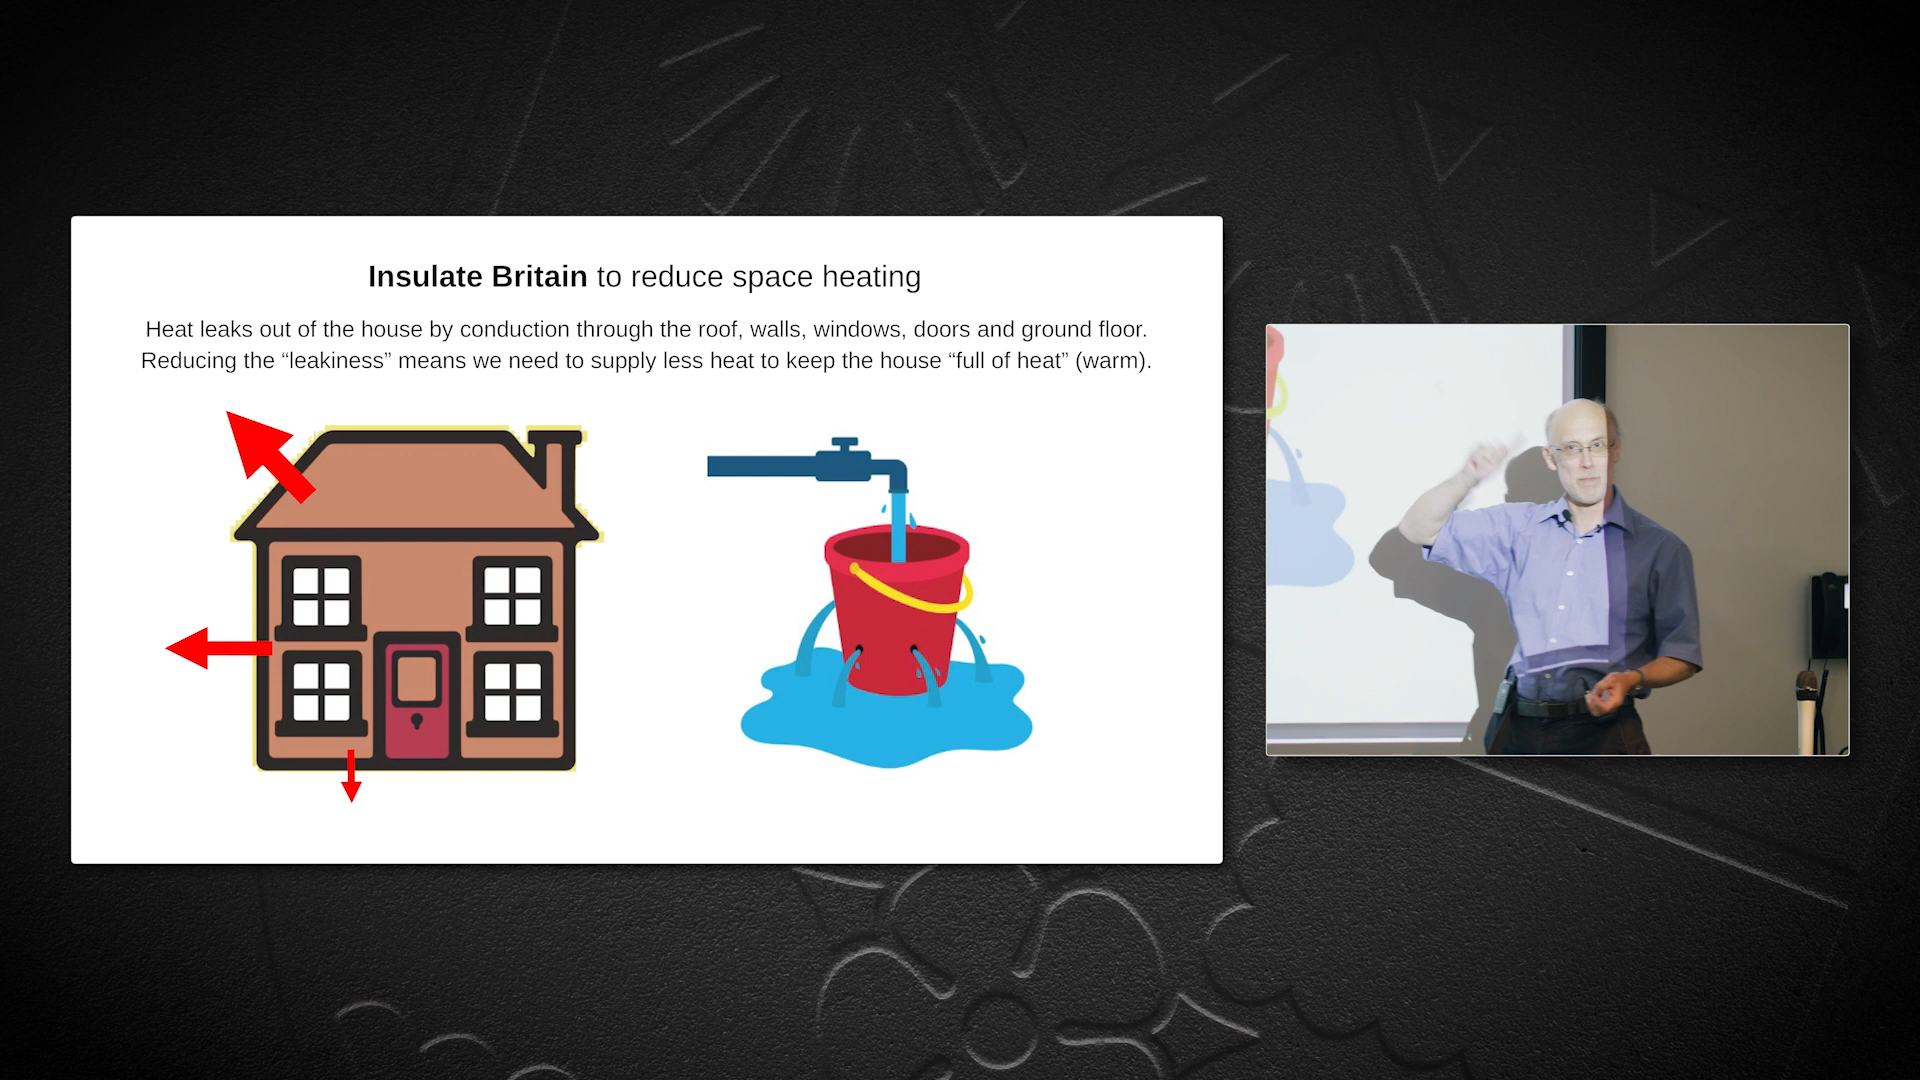 Insulate Britain to reduce space heating
Heat leaks out of the house by conduction through the roof, walls, windows, doors and ground floor.
Reducing the “leakiness” means we need to supply less heat to keep the house “full of heat” (warm).